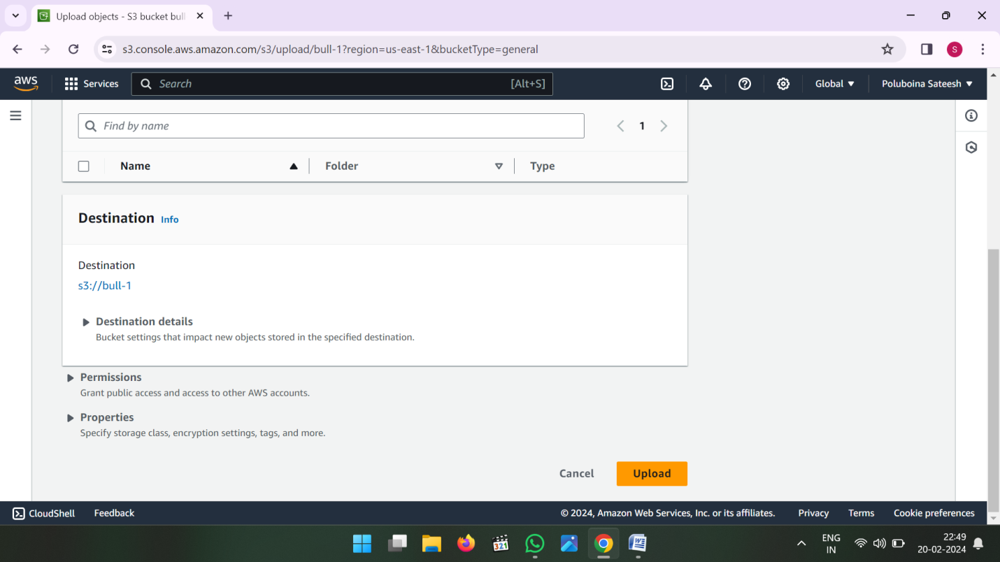 Upload objects - S3 bucket bull
s3.console.aws.amazon.com/s3/upload/bull-1?region=us-east-1&bucketType=general
S
aws
Services
Search
[Alt+S]
Global
Poluboina Sateesh
Find by name
1
Name
Folder
Type
Destination Info
Destination
s3://bull-1
Destination details
Bucket settings that impact new objects stored in the specified destination.
Permissions
Grant public access and access to other AWS accounts.
Properties
Specify storage class, encryption settings, tags, and more.
Cancel
Upload
CloudShell
Feedback
© 2024, Amazon Web Services, Inc. or its affiliates.
Privacy
Terms
Cookie preferences
321
W
ENG
IN
22:49
20-02-2024